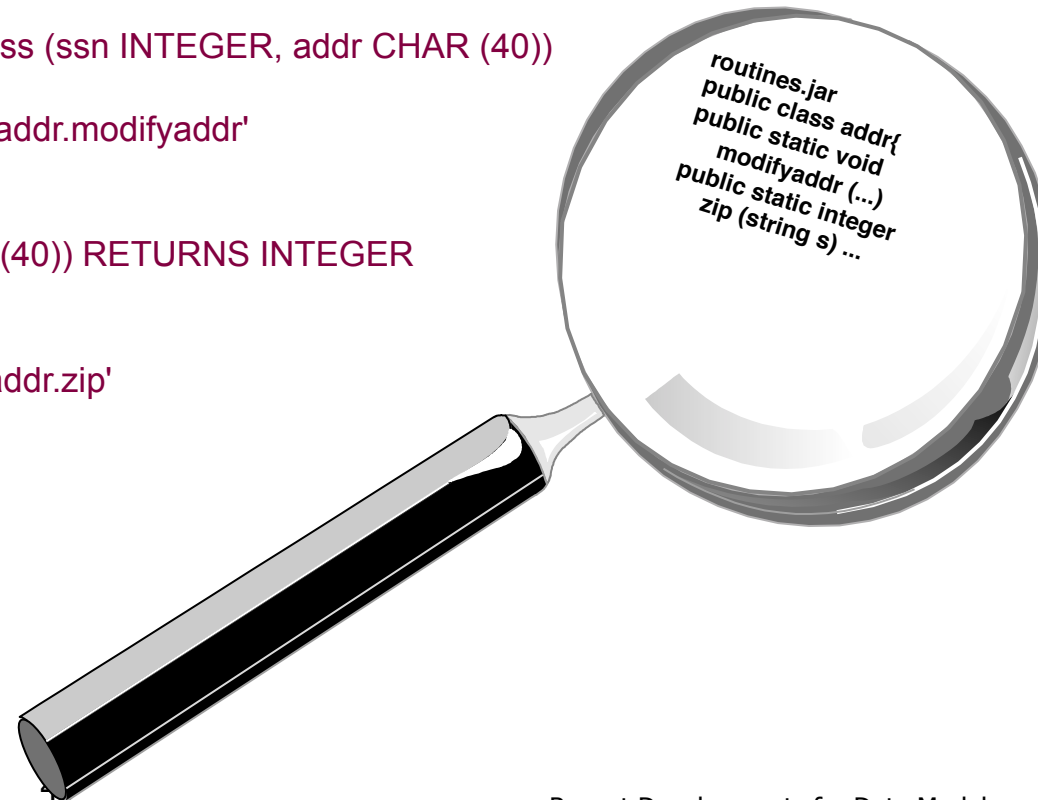 ss (ssn INTEGER, addr CHAR (40))
addr.modifyaddr'
(40)) RETURNS INTEGER
addr.zip'
routines.jar
public class addr{
public static void
modifyaddr (...)
public static integer
zip (string s) ...